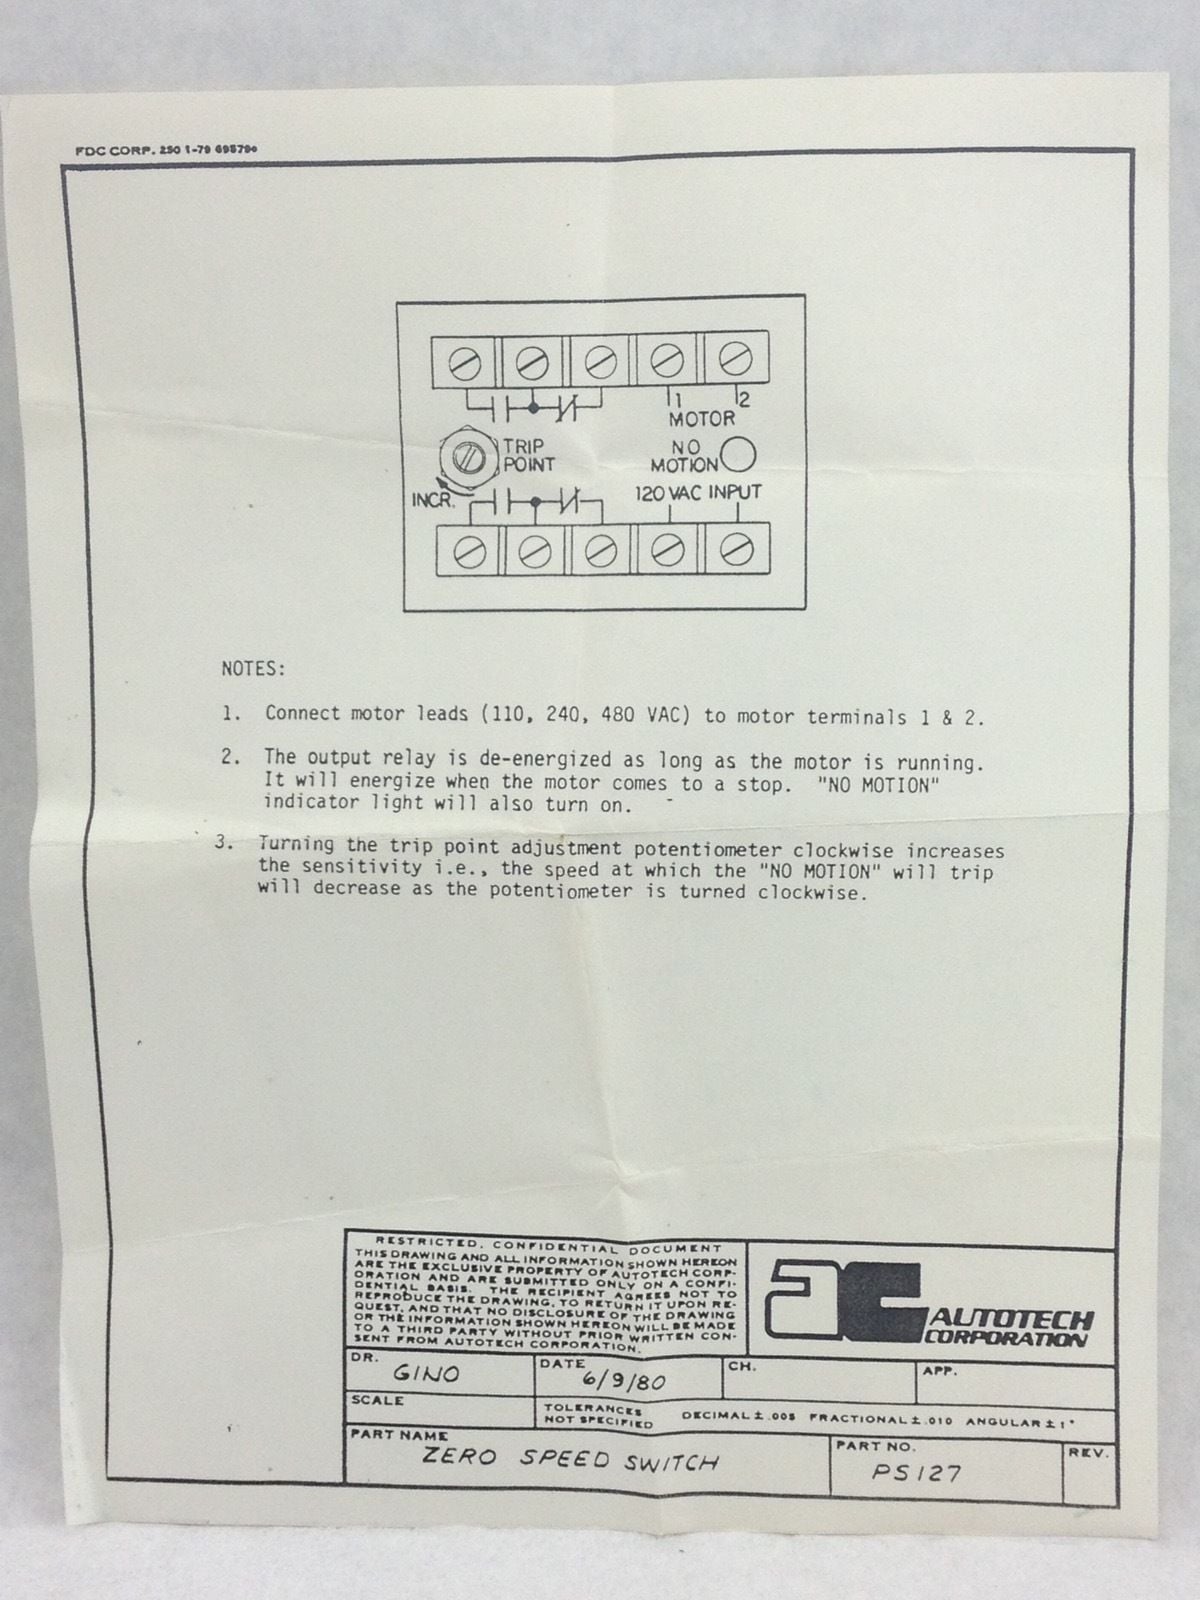 FDC CORP. 250 1-79 695790
1
2
MOTOR
TRIP
POINT
NO
MOTION
INCR.
120 VAC INPUT
NOTES:
1. Connect motor leads (110, 240, 480 VAC) to motor terminals 1 & 2.
2. The output relay is de-energized as long as the motor is running.
It will energize when the motor comes to a stop. "NO MOTION"
indicator light will also turn on.
3. Turning the trip point adjustment potentiometer clockwise increases
the sensitivity i.e., the speed at which the "NO MOTION" will trip
will decrease as the potentiometer is turned clockwise.
RESTRICTED, CONFIDENTIAL DOCUMENT
THIS DRAWING AND ALL INFORMATION SHOWN HEREON
ARE THE EXCLUSIVE PROPERTY OF AUTOTECH CORP-
ORATION AND ARE SUBMITTED ONLY ON A CONFI-
DENTIAL BASIS. THE RECIPIENT AGREES NOT TO
REPRODUCE THE DRAWING, TO RETURN IT UPON RE-
QUEST, AND THAT NO DISCLOSURE OF THE DRAWING
OR THE INFORMATION SHOWN HEREON WILL BE MADE
TO A THIRD PARTY WITHOUT PRIOR WRITTEN CON-
SENT FROM AUTOTECH CORPORATION.
AUTOTECH
CORPORATION
DR.
GINO
DATE
6/9/80
CH.
APP.
SCALE
TOLERANCES
NOT SPECIFIED
DECIMAL ± .005 FRACTIONAL ± .010 ANGULAR ± 1°
PART NAME
ZERO SPEED SWITCH
PART NO.
PS127
REV.